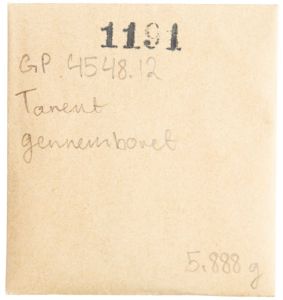 1191
GP. 4548.12
Tarent
gennemboret
5.888 g